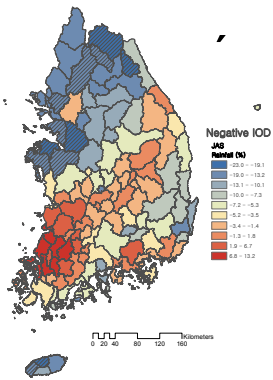 Negative IOD
JAS
Rainfall (%)
-23.0 - -19.1
-19.0 - -13.2
-13.1 - -10.1
-10.0 - -7.3
-7.2 - -5.3
-5.2 - -3.5
-3.4 - -1.4
-1.3 - 1.8
1.9 - 6.7
6.8 - 13.2
Kilometers
0 20 40 80 120 160